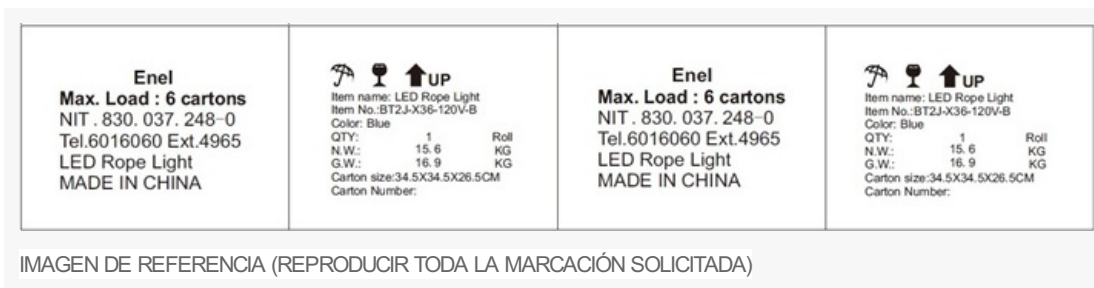 Enel
Max. Load : 6 cartons
NIT . 830. 037. 248-0
Tel.6016060 Ext.4965
LED Rope Light
MADE IN CHINA
UP
Item name: LED Rope Light
Item No.:BT2J-X36-120V-B
Color: Blue
QTY: 1 Roll
N.W.: 15. 6 KG
G.W.: 16. 9 KG
Carton size:34.5X34.5X26.5CM
Carton Number:
Enel
Max. Load : 6 cartons
NIT . 830. 037. 248-0
Tel.6016060 Ext.4965
LED Rope Light
MADE IN CHINA
UP
Item name: LED Rope Light
Item No.:BT2J-X36-120V-B
Color: Blue
QTY: 1 Roll
N.W.: 15. 6 KG
G.W.: 16. 9 KG
Carton size:34.5X34.5X26.5CM
Carton Number:
IMAGEN DE REFERENCIA (REPRODUCIR TODA LA MARCACIÓN SOLICITADA)